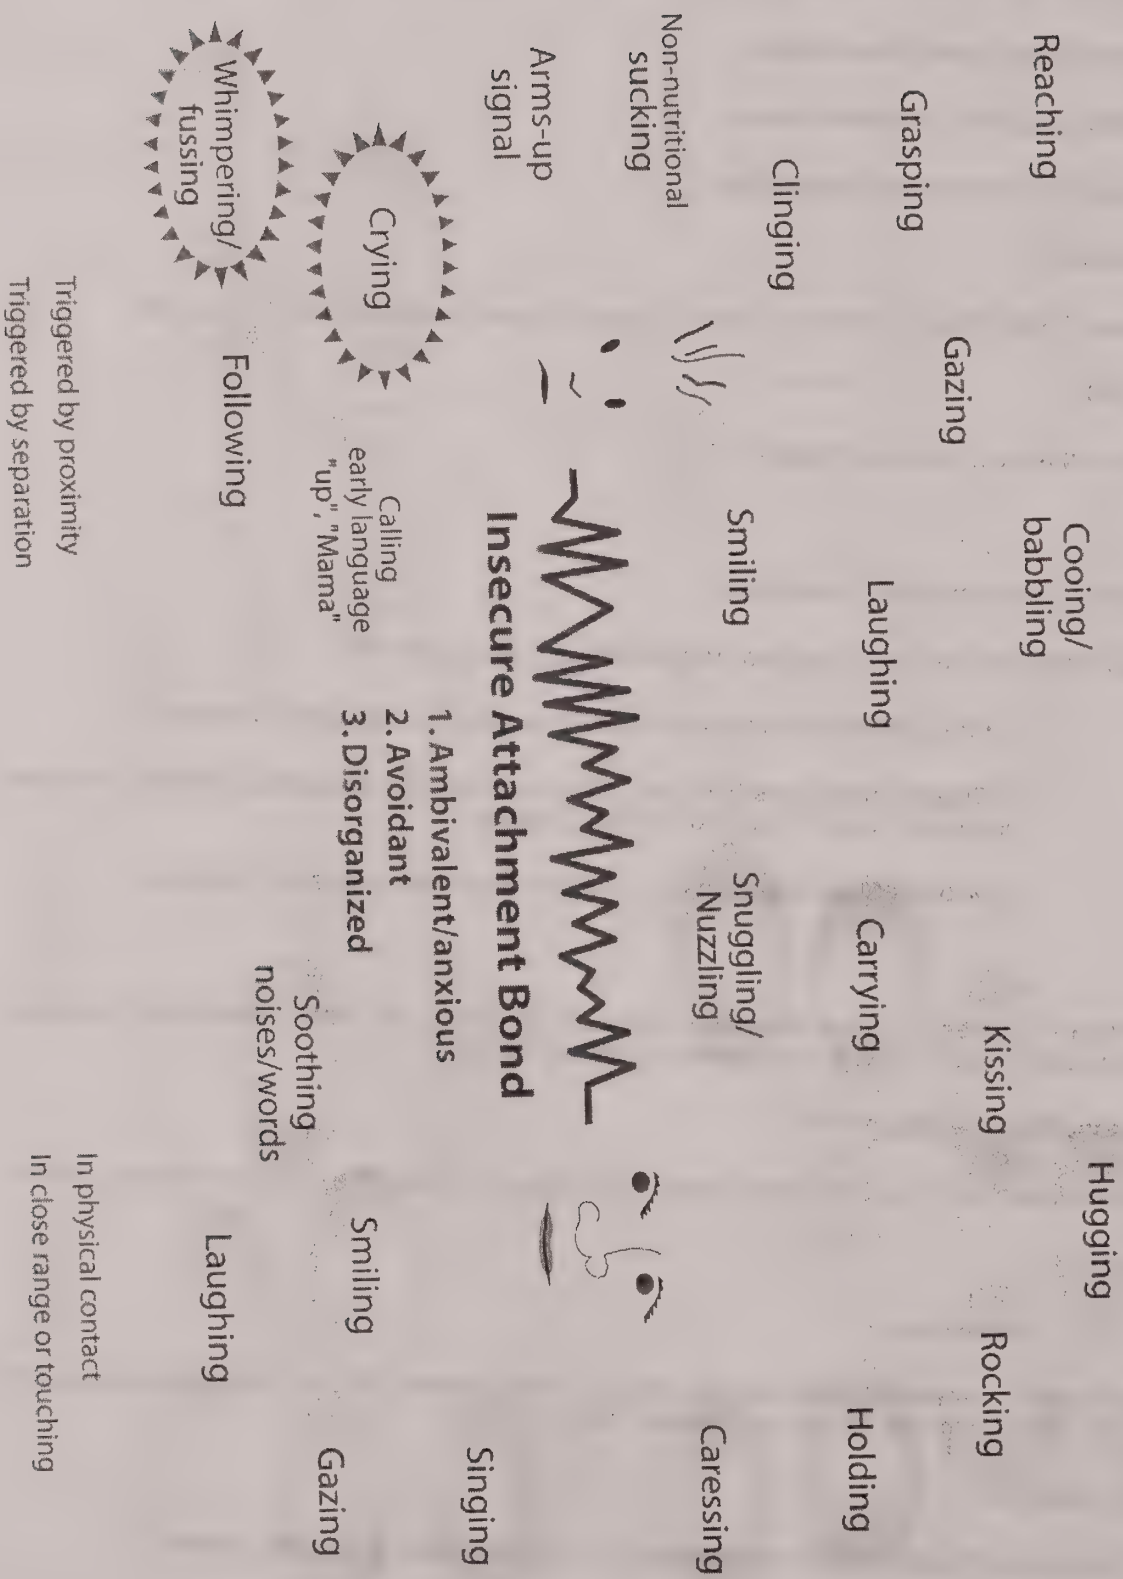 Reaching
Cooing/
babbling
Hugging
Grasping
Gazing
Kissing
Rocking
Clinging
Laughing
Carrying
Holding
Non-nutritional
sucking
Smiling
Snuggling/
Nuzzling
Caressing
Arms-up
signal
Insecure Attachment Bond
1. Ambivalent/anxious
2. Avoidant
3. Disorganized
Singing
Crying
Calling
early language
"up", "Mama"
Smiling
Gazing
Soothing
noises/words
Whimpering/
fussing
Following
Laughing
Triggered by proximity
Triggered by separation
In physical contact
In close range or touching